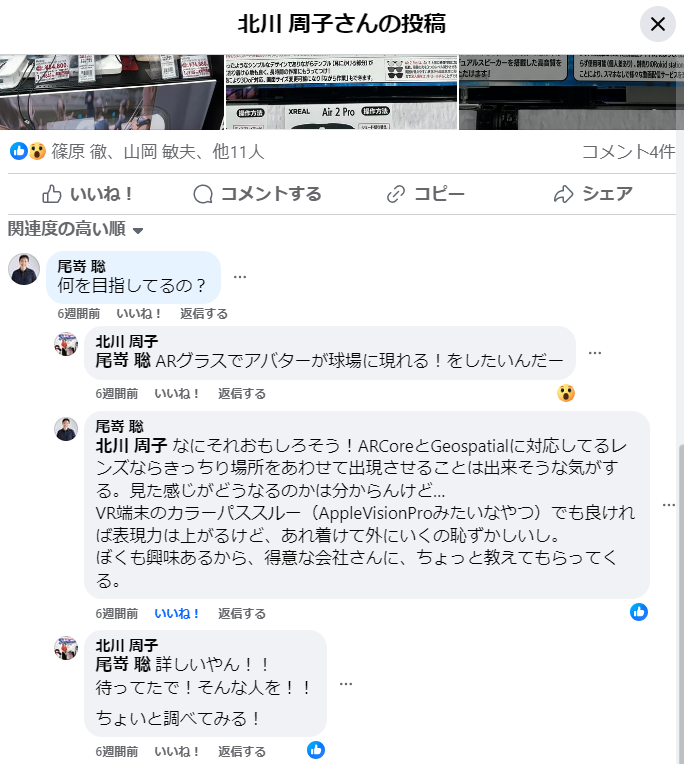 北川 周子さんの投稿
XREAL Air 2 Pro
操作方法
操作方法
篠原 徹、山岡 敏夫、他11人
コメント4件
いいね！
コメントする
コピー
シェア
関連度の高い順
尾嵜 聡
何を目指してるの？
6週間前 いいね！ 返信する
北川 周子
尾嵜 聡 ARグラスでアバターが球場に現れる！をしたいんだー
6週間前 いいね！ 返信する
尾嵜 聡
北川 周子 なにそれおもしろそう！ARCoreとGeospatialに対応してるレ
ンズならきっちり場所をあわせて出現させることは出来そうな気がす
る。見た感じがどうなるのかは分からんけど...
VR端末のカラーパススルー（AppleVisionProみたいなやつ）でも良けれ
ば表現力は上がるけど、あれ着けて外にいくの恥ずかしいし。
ぼくも興味あるから、得意な会社さんに、ちょっと教えてもらってく
る。
6週間前 いいね！ 返信する
北川 周子
尾嵜 聡 詳しいやん！！
待ってたで！そんな人を！！
ちょいと調べてみる！
6週間前 いいね！ 返信する